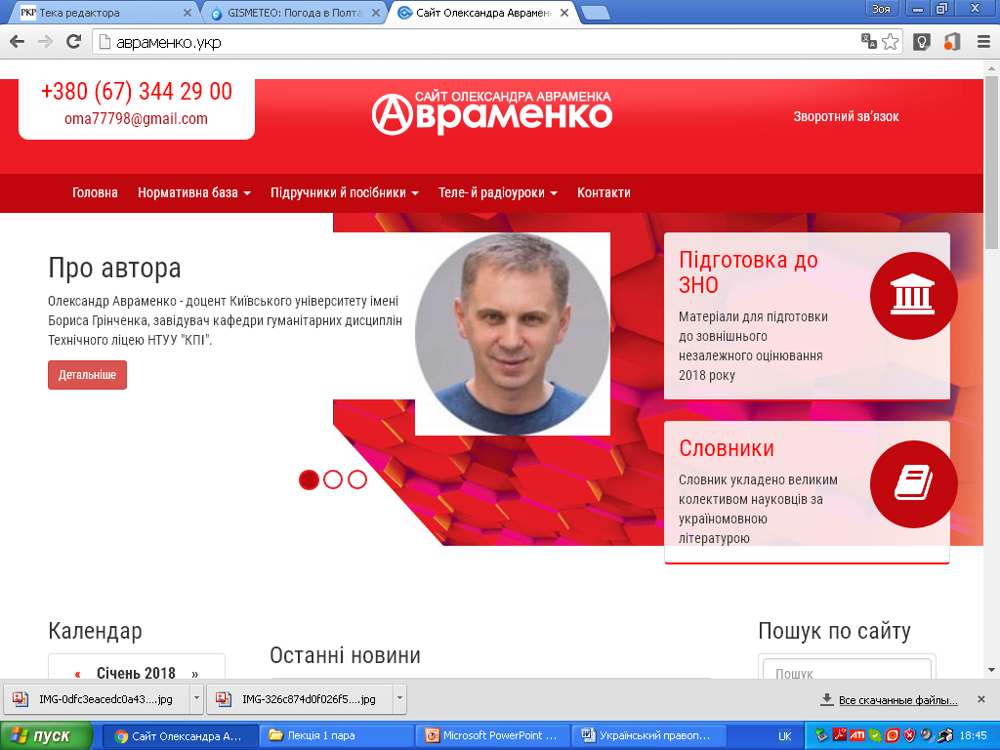 РКР Тека редактора
GISMETEO: Погода в Полта
Сайт Олександра Авраменк
Зоя
авраменко.укр
+380 (67) 344 29 00
oma77798@gmail.com
САЙТ ОЛЕКСАНДРА АВРАМЕНКА
Авраменко
Зворотний зв’язок
Головна Нормативна база Підручники й посібники Теле- й радіоуроки Контакти
Про автора
Олександр Авраменко - доцент Київського університету імені
Бориса Грінченка, завідувач кафедри гуманітарних дисциплін
Технічного ліцею НТУУ "КПІ".
Детальніше
Підготовка до
ЗНО
Матеріали для підготовки
до зовнішнього
незалежного оцінювання
2018 року
Словники
Словник укладено великим
колективом науковців за
україномовною
літературою
Календар
« Січень 2018 »
Останні новини
Пошук по сайту
Пошук
IMG-0dfc3eacedc0a43....jpg
IMG-326c874d0f026f5....jpg
Все скачанные файлы...
пуск
Сайт Олександра А...
Лекція 1 пара
Microsoft PowerPoint ...
Український правоп...
UK
18:45